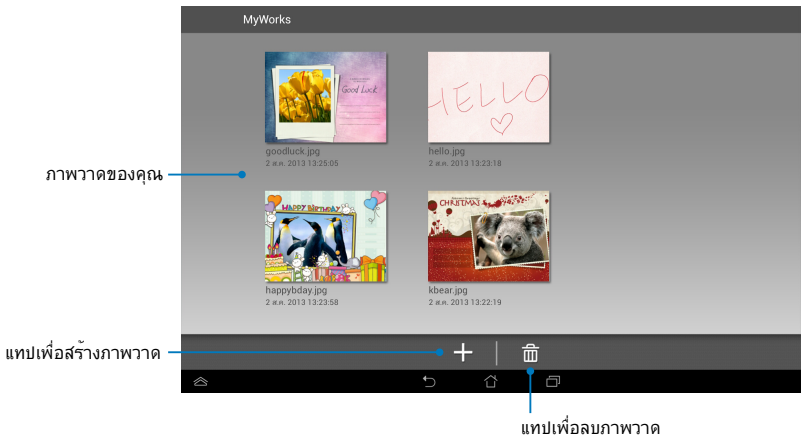 MyWorks
Good Luck
HELLO
goodluck.jpg
2 ส.ค. 2013 13:25:05
hello.jpg
2 ส.ค. 2013 13:23:18
ภาพวาดของคุณ
HAPPY BIRTHDAY
CHRISTMAS
happybday.jpg
2 ส.ค. 2013 13:23:58
kbear.jpg
2 ส.ค. 2013 13:22:19
แทปเพื่อสร้างภาพวาด
แทปเพื่อลบภาพวาด